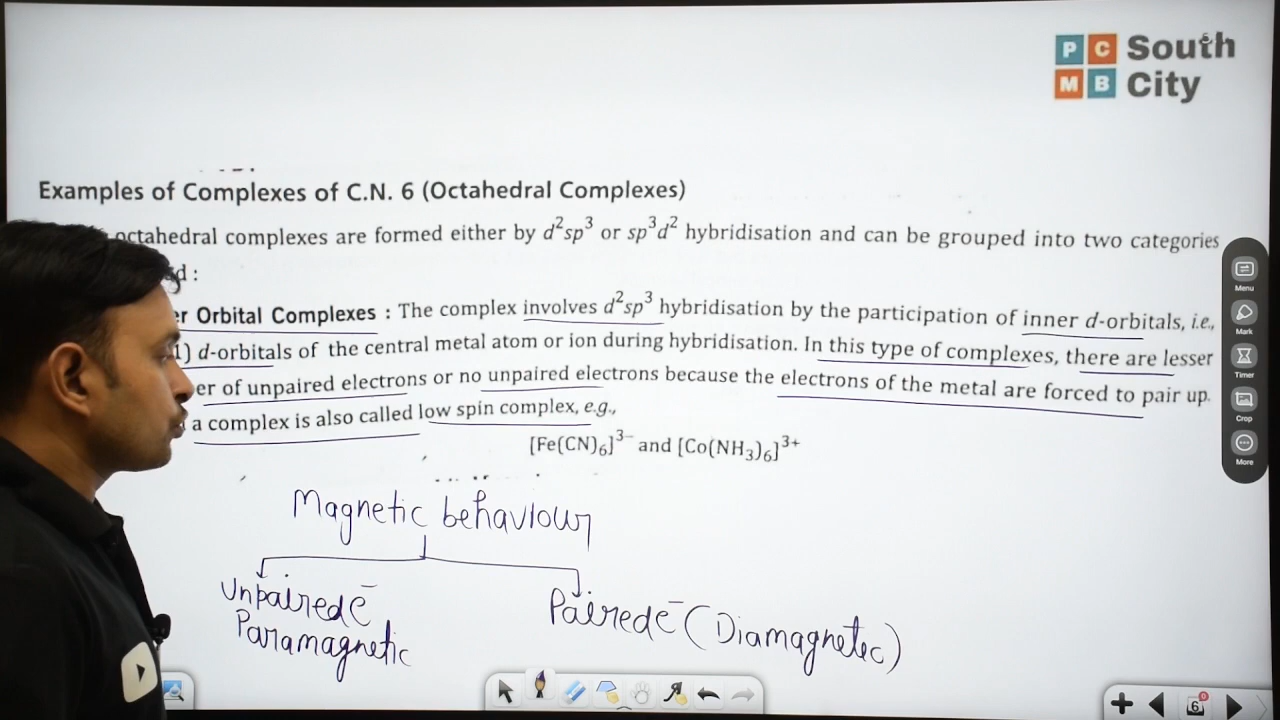 P C South
M B City
Examples of Complexes of C.N. 6 (Octahedral Complexes)
octahedral complexes are formed either by d²sp³ or sp³d² hybridisation and can be grouped into two categories
d :
er Orbital Complexes : The complex involves d²sp³ hybridisation by the participation of inner d-orbitals, i.e.,
1) d-orbitals of the central metal atom or ion during hybridisation. In this type of complexes, there are lesser
er of unpaired electrons or no unpaired electrons because the electrons of the metal are forced to pair up.
a complex is also called low spin complex, e.g.,
[Fe(CN)₆]³⁻ and [Co(NH₃)₆]³⁺
Magnetic behaviour
Unpaired e⁻
Paired e⁻ (Diamagnetec)
Paramagnetic
Menu
Mark
Timer
Crop
More
6